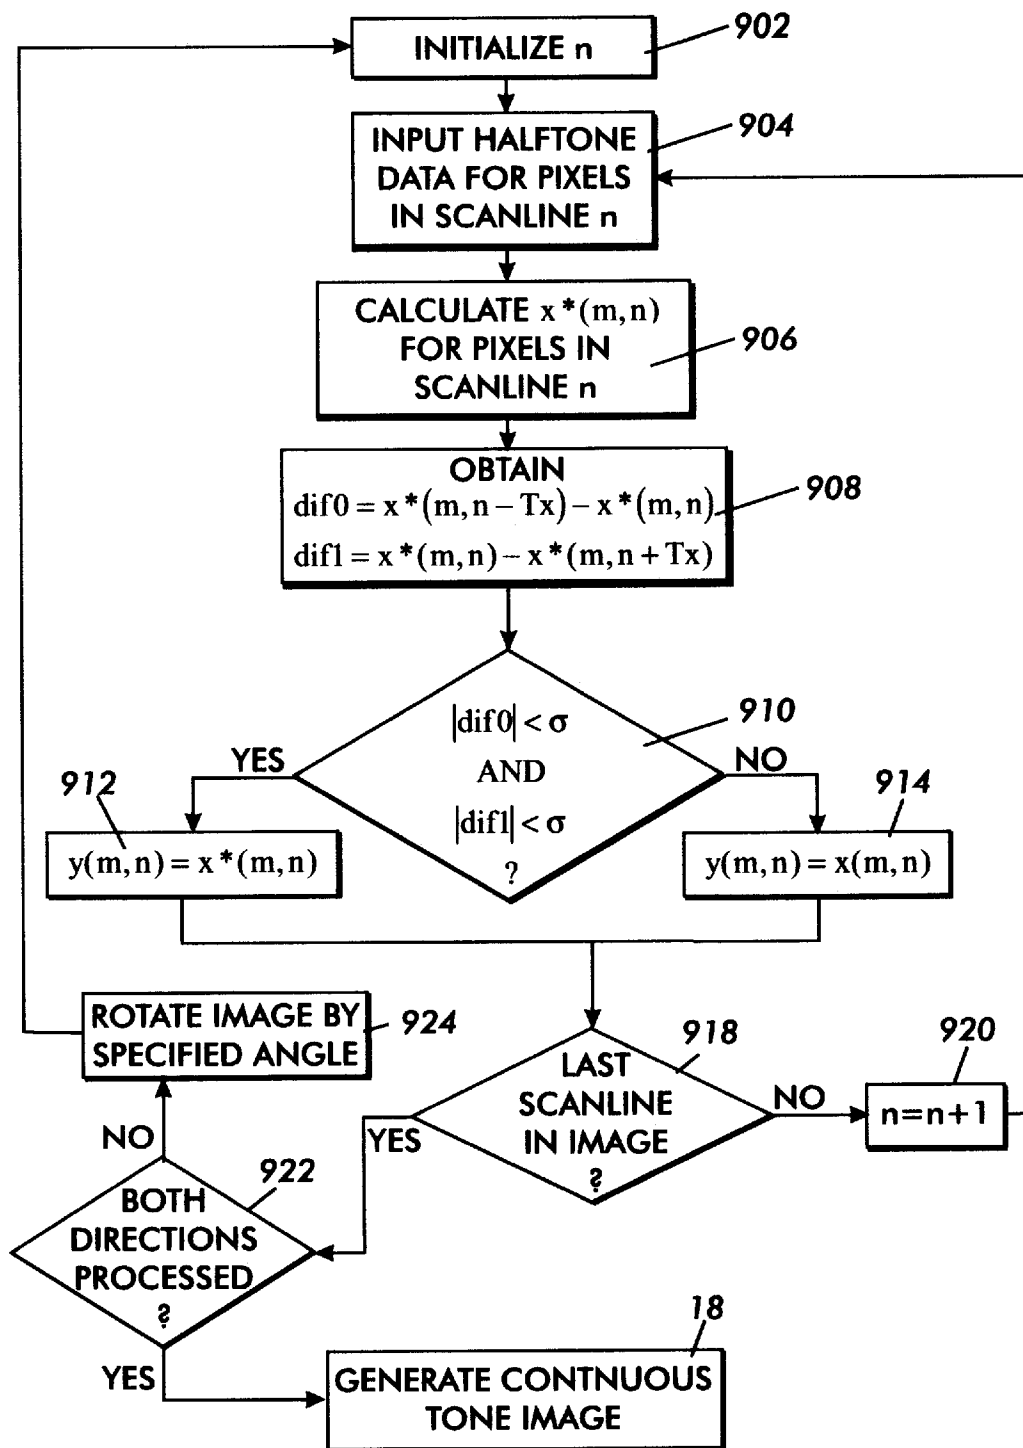 INITIALIZE n
902
INPUT HALFTONE
DATA FOR PIXELS
IN SCANLINE n
904
CALCULATE x*(m,n)
FOR PIXELS IN
SCANLINE n
906
OBTAIN
dif0 = x*(m,n-Tx)-x*(m,n)
dif1 = x*(m,n)-x*(m,n+Tx)
908
|dif0| < σ
AND
|dif1| < σ
?
910
YES
NO
912
y(m,n) = x*(m,n)
914
y(m,n) = x(m,n)
ROTATE IMAGE BY
SPECIFIED ANGLE
924
LAST
SCANLINE
IN IMAGE
?
918
NO
920
n=n+1
YES
NO
922
BOTH
DIRECTIONS
PROCESSED
?
YES
18
GENERATE CONTNUOUS
TONE IMAGE